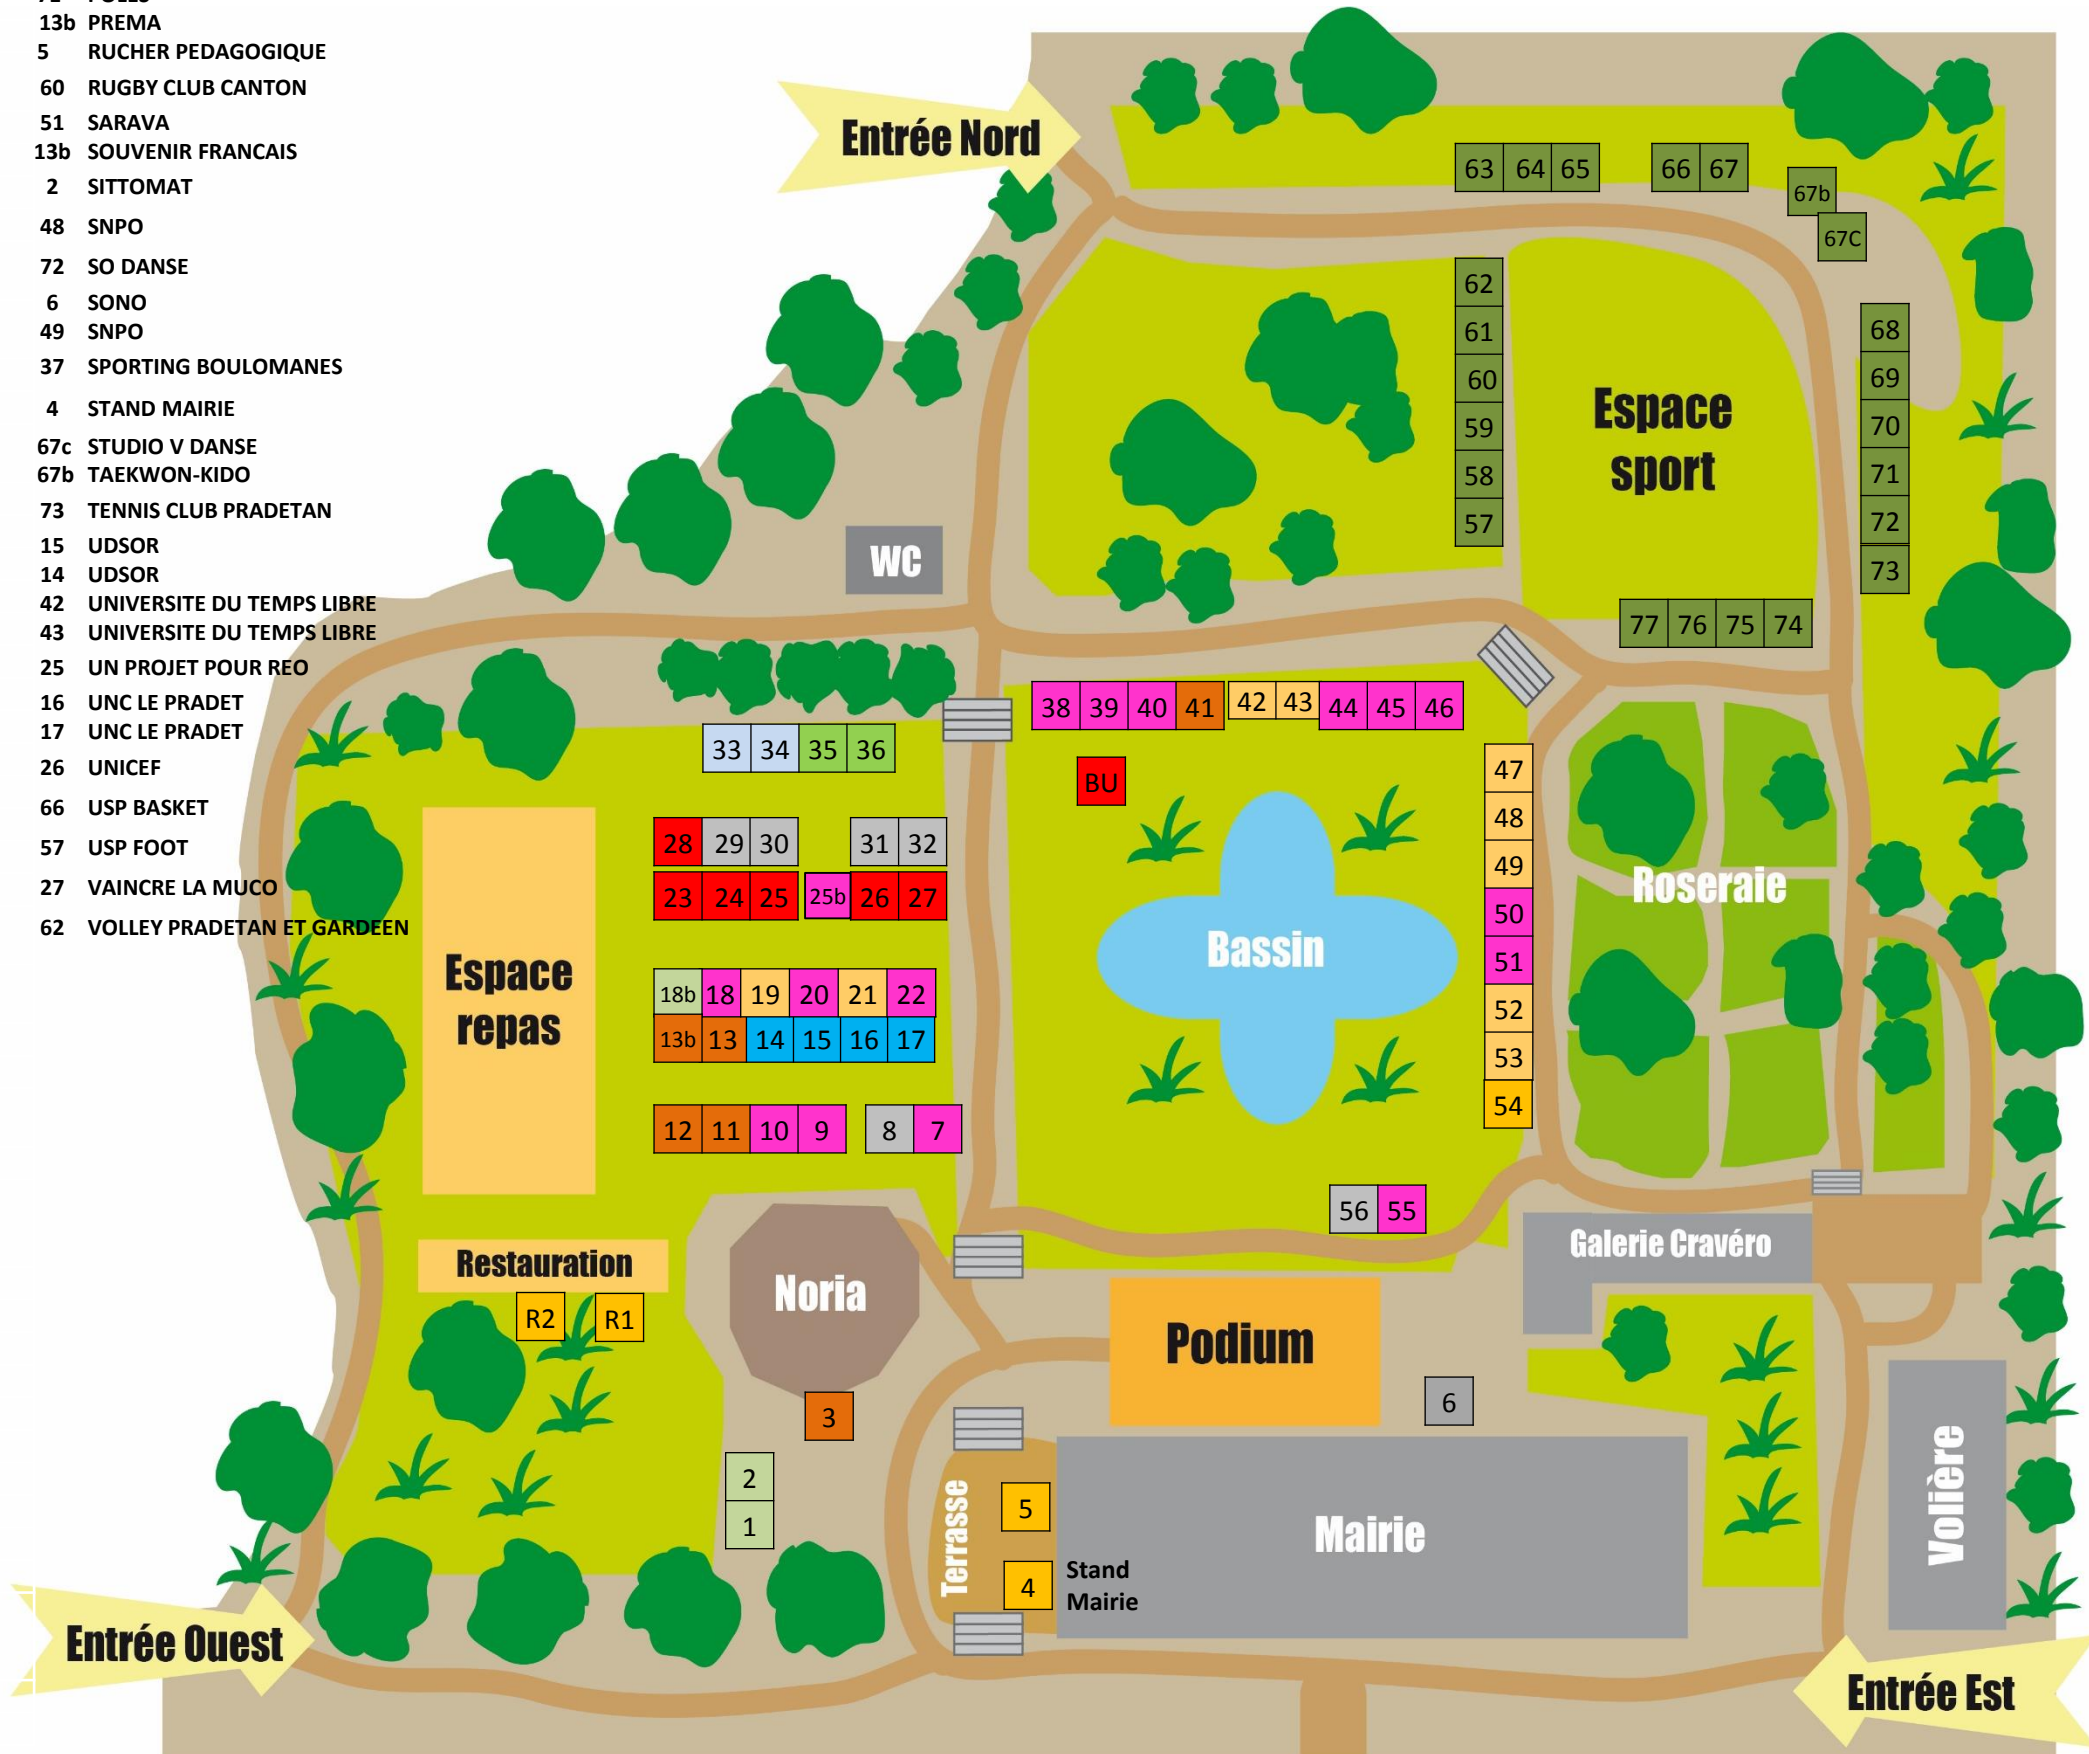 13b PREMA
5 RUCHER PEDAGOGIQUE
60 RUGBY CLUB CANTON
51 SARAVA
13b SOUVENIR FRANCAIS
2 SITTOMAT
48 SNPO
72 SO DANSE
6 SONO
49 SNPO
37 SPORTING BOULOMANES
4 STAND MAIRIE
67c STUDIO V DANSE
67b TAEKWON-KIDO
73 TENNIS CLUB PRADETAN
15 UDSOR
14 UDSOR
42 UNIVERSITE DU TEMPS LIBRE
43 UNIVERSITE DU TEMPS LIBRE
25 UN PROJET POUR REO
16 UNC LE PRADET
17 UNC LE PRADET
26 UNICEF
66 USP BASKET
57 USP FOOT
27 VAINCRE LA MUCO
62 VOLLEY PRADETAN ET GARDEEN
Entrée Nord
63 64 65 66 67
67b
67C
62
61
60
59
58
57
Espace
sport
68
69
70
71
72
73
77 76 75 74
WC
38 39 40 41 42 43 44 45 46
BU
33 34 35 36
28 29 30 31 32
23 24 25 25b 26 27
18b 18 19 20 21 22
13b 13 14 15 16 17
12 11 10 9 8 7
Espace
repas
Bassin
47
48
49
50
51
52
53
54
Roseraie
56 55
Restauration
R2 R1
Noria
3
2
1
Podium
6
Galerie Cravéro
Terrasse
5
4
Stand
Mairie
Mairie
Volière
Entrée Ouest
Entrée Est